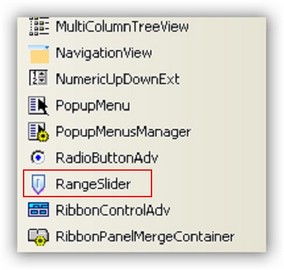 MultiColumnTreeView
NavigationView
NumericUpDownExt
PopupMenu
PopupMenusManager
RadioButtonAdv
RangeSlider
RibbonControlAdv
RibbonPanelMergeContainer